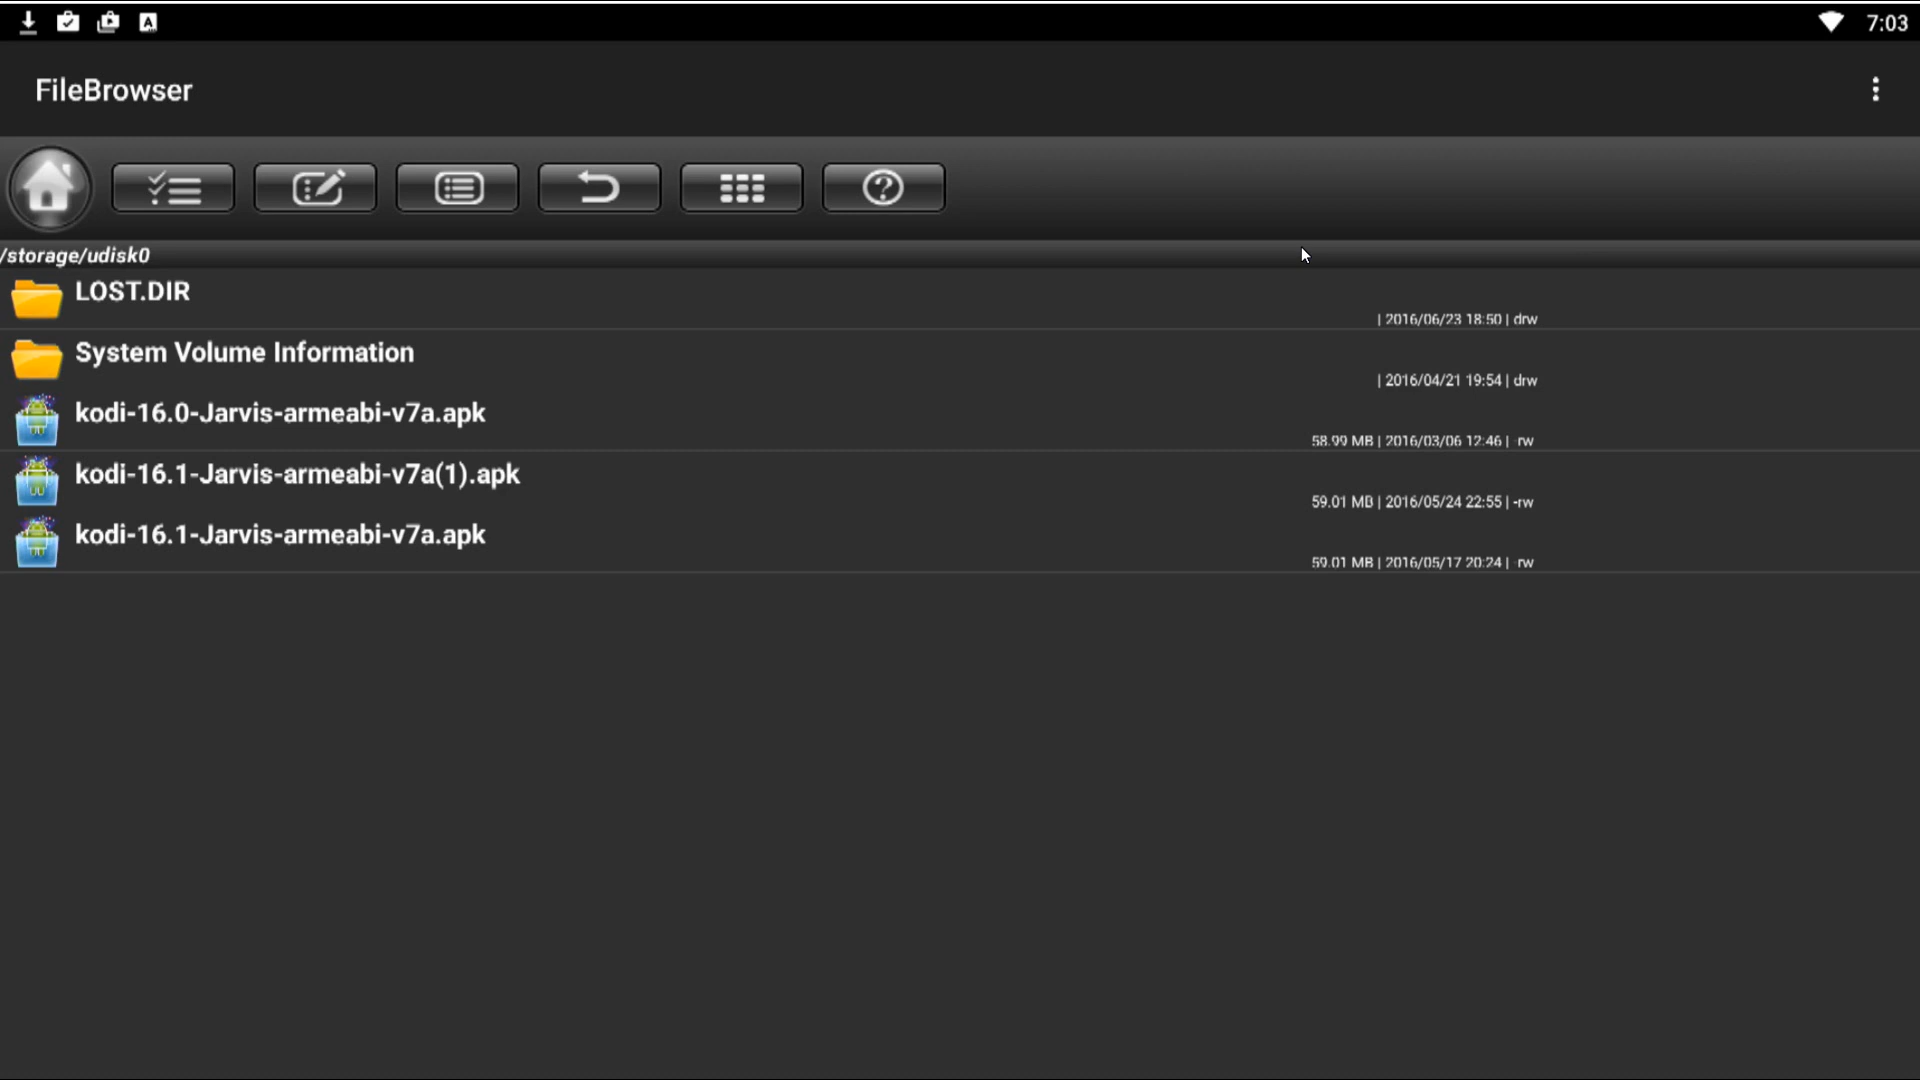 7:03
FileBrowser
/storage/udisk0
LOST.DIR
| 2016/06/23 18:50 | drw
System Volume Information
| 2016/04/21 19:54 | drw
kodi-16.0-Jarvis-armeabi-v7a.apk
58.99 MB | 2016/03/06 12:46 | -rw
kodi-16.1-Jarvis-armeabi-v7a(1).apk
59.01 MB | 2016/05/24 22:55 | -rw
kodi-16.1-Jarvis-armeabi-v7a.apk
59.01 MB | 2016/05/17 20:24 | -rw